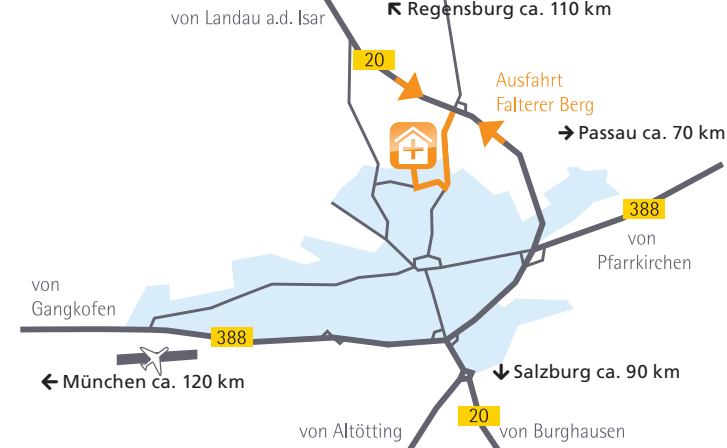 ↖ Regensburg ca. 110 km
von Landau a.d. Isar
20
Ausfahrt
Falterer Berg
→ Passau ca. 70 km
388
von
Pfarrkirchen
von
Gangkofen
388
← München ca. 120 km
↓ Salzburg ca. 90 km
20
von Altötting
von Burghausen